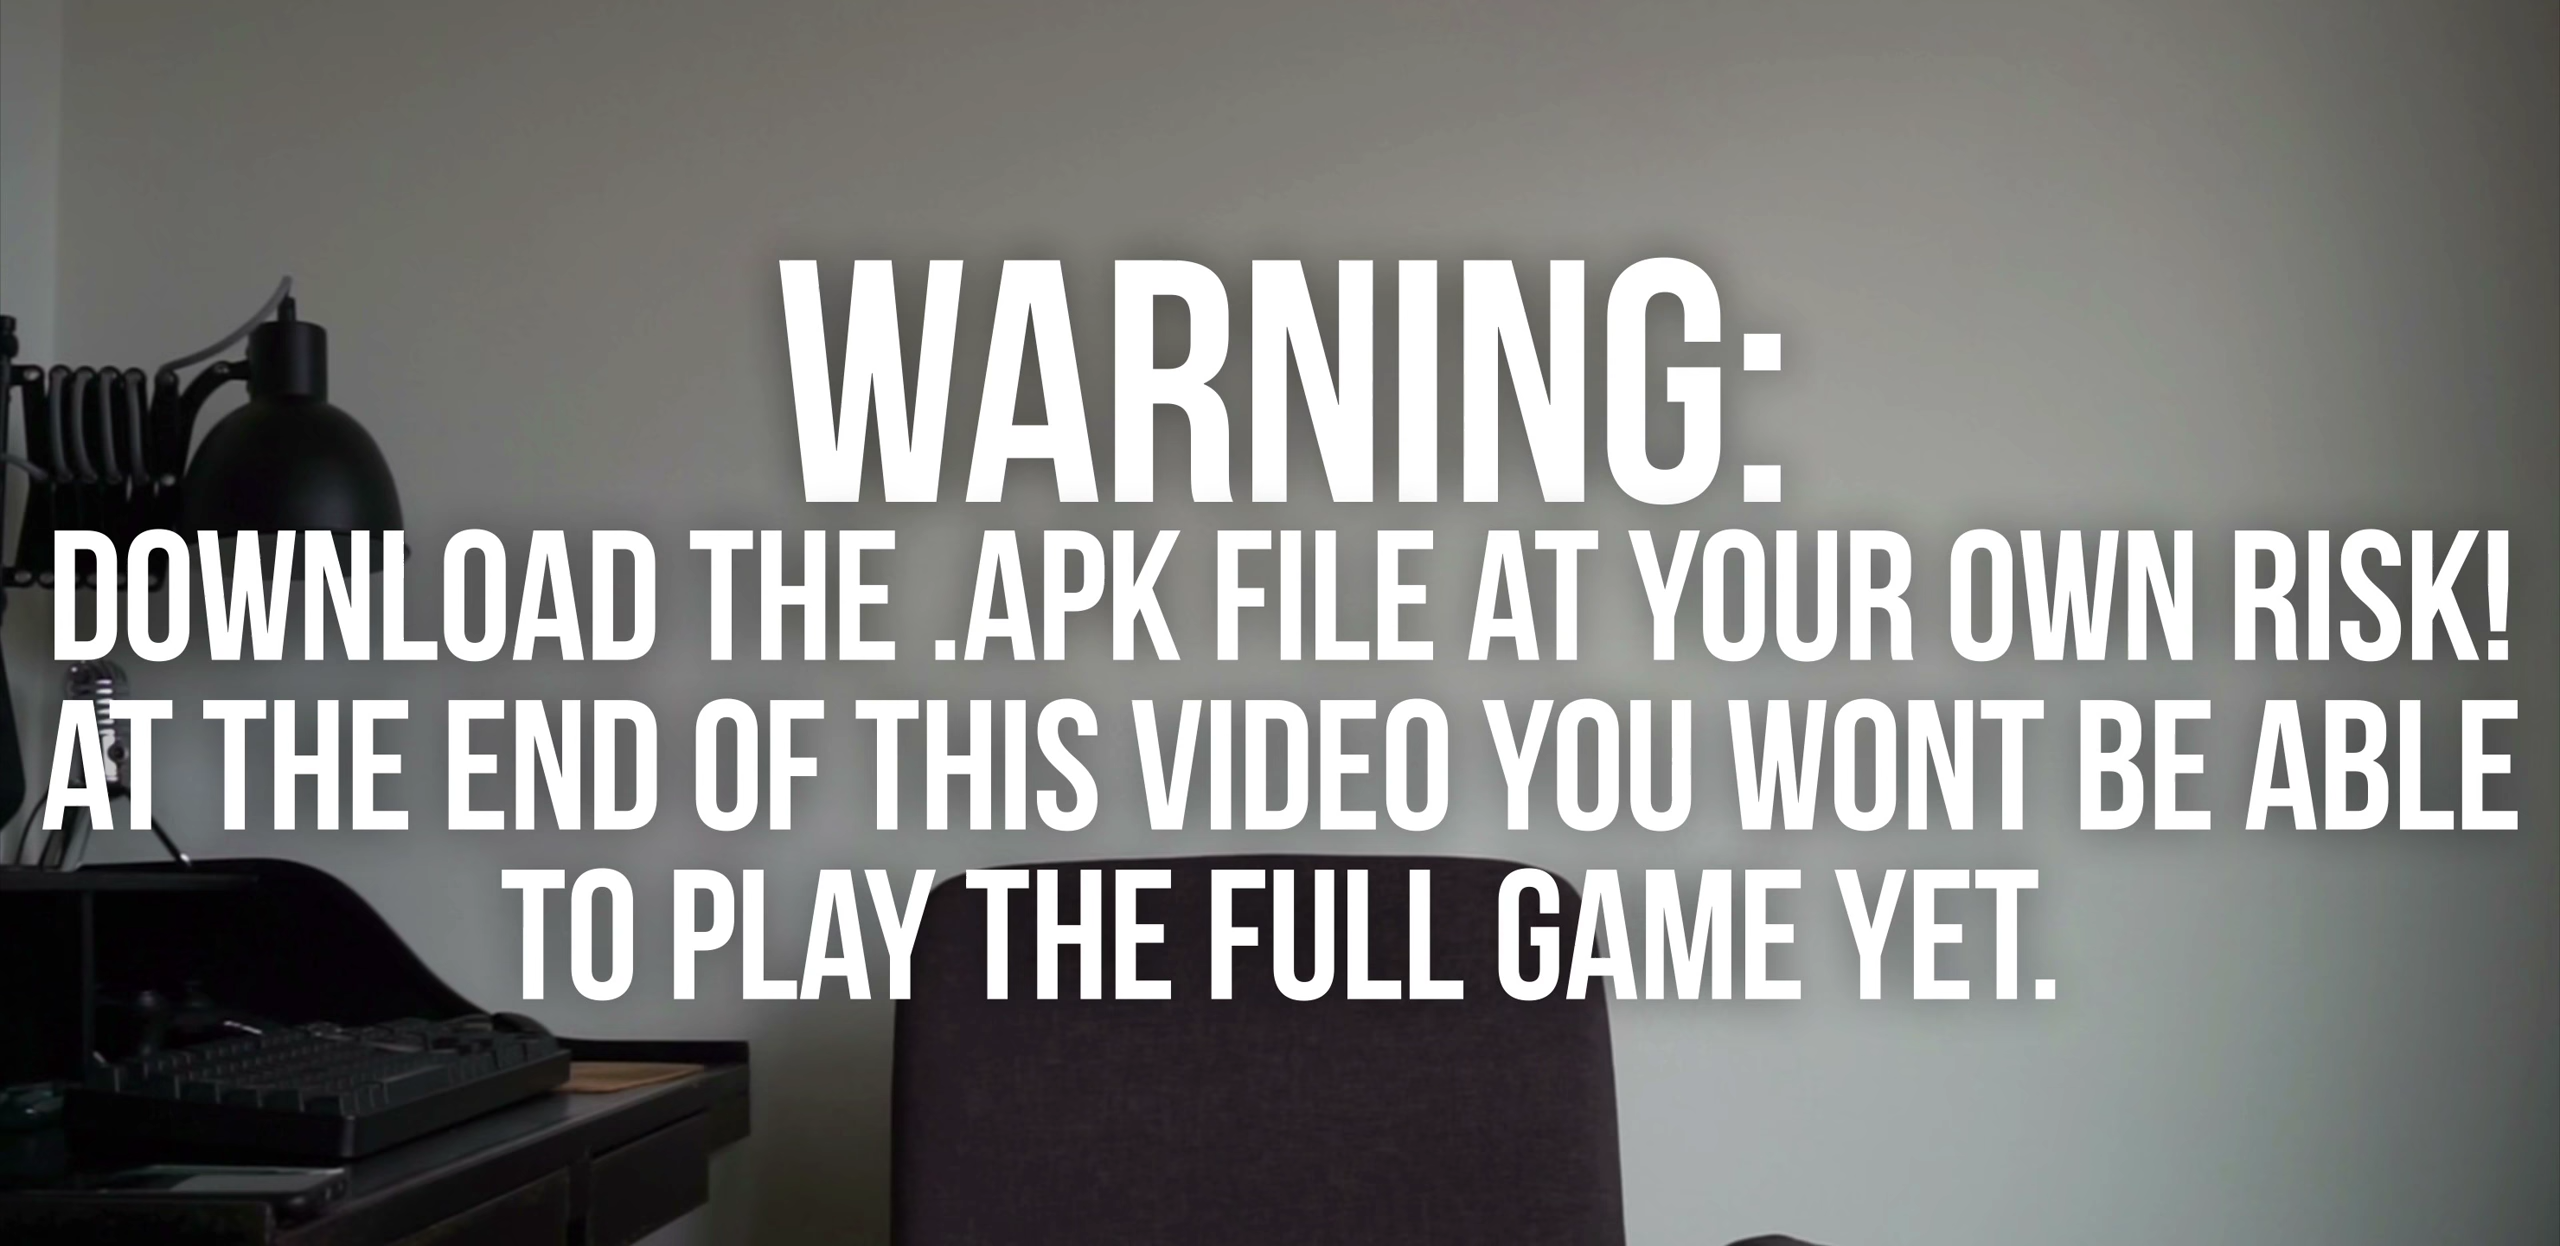 WARNING:
DOWNLOAD THE .APK FILE AT YOUR OWN RISK!
AT THE END OF THIS VIDEO YOU WONT BE ABLE
TO PLAY THE FULL GAME YET.